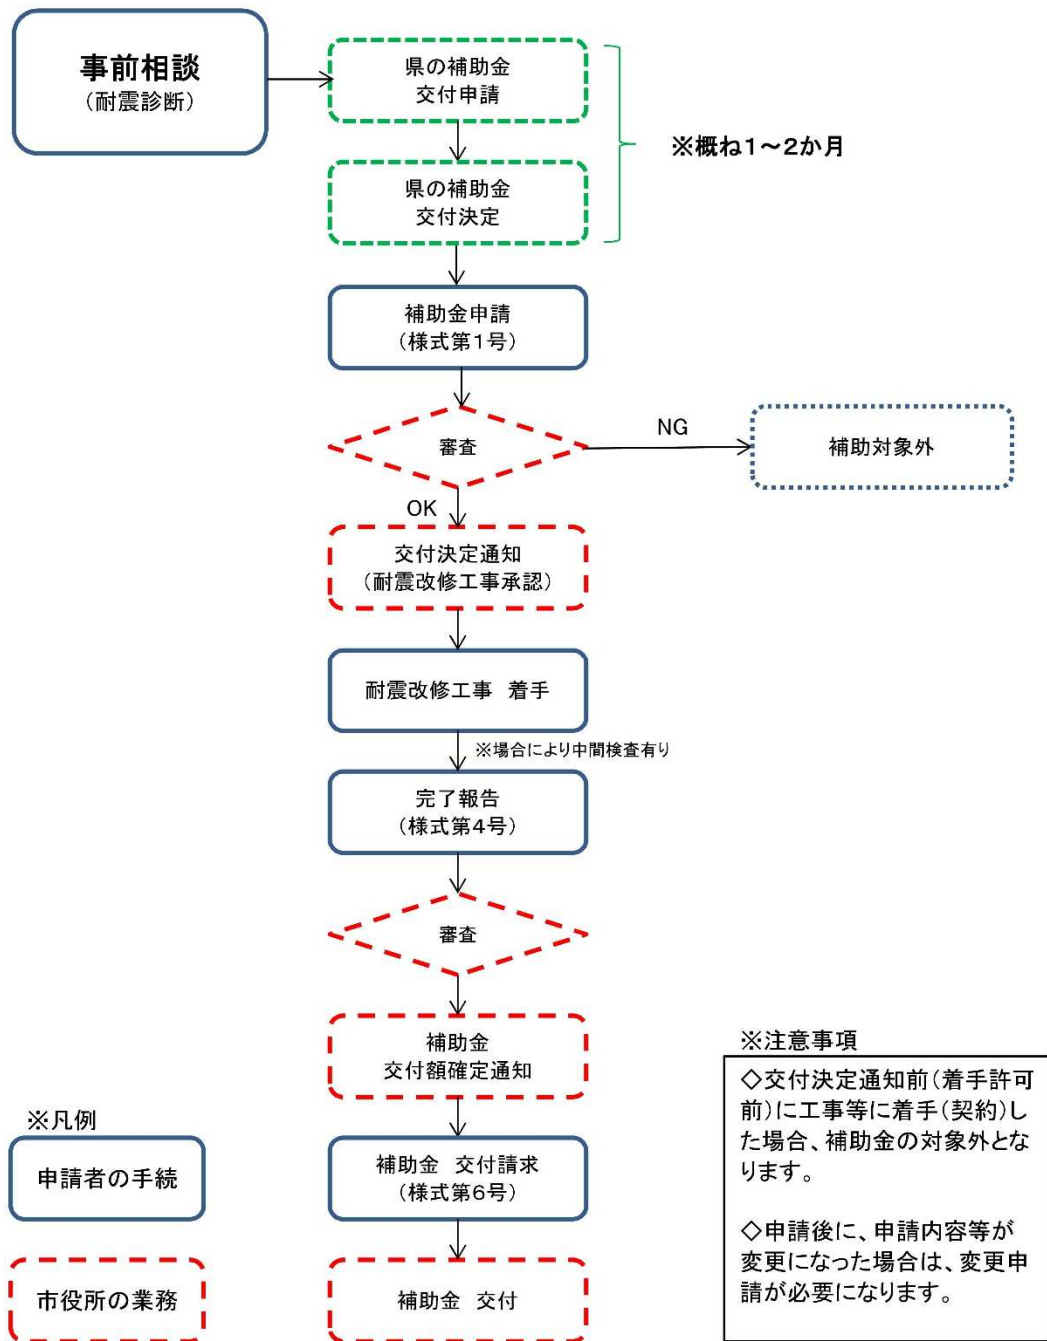 事前相談
（耐震診断）
県の補助金
交付申請
※概ね１～２か月
県の補助金
交付決定
補助金申請
（様式第１号）
審査
NG
補助対象外
OK
交付決定通知
（耐震改修工事承認）
耐震改修工事　着手
※場合により中間検査有り
完了報告
（様式第４号）
審査
補助金
交付額確定通知
補助金　交付請求
（様式第６号）
補助金　交付
※凡例
申請者の手続
市役所の業務
※注意事項
◇交付決定通知前（着手許可
前）に工事等に着手（契約）し
た場合、補助金の対象外とな
ります。
◇申請後に、申請内容等が
変更になった場合は、変更申
請が必要になります。